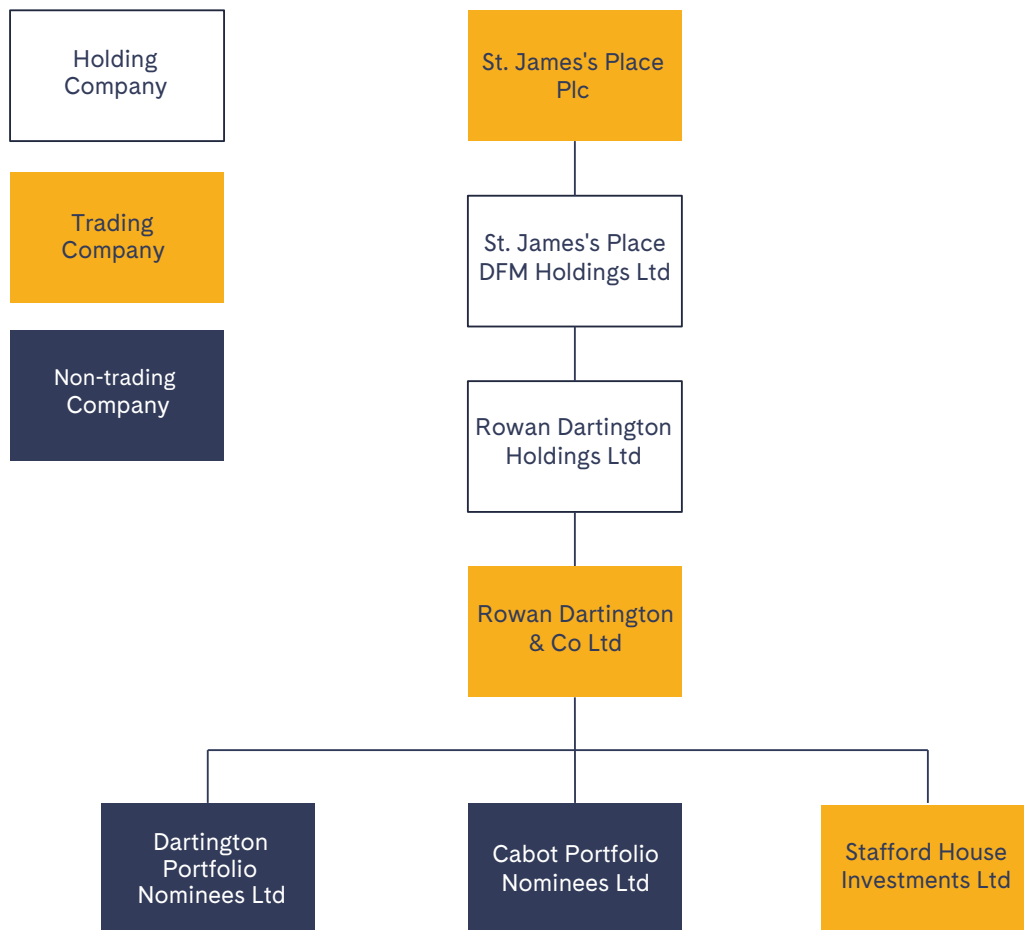 Holding
Company
Trading
Company
Non-trading
Company
St. James's Place
Plc
St. James's Place
DFM Holdings Ltd
Rowan Dartington
Holdings Ltd
Rowan Dartington
& Co Ltd
Dartington
Portfolio
Nominees Ltd
Cabot Portfolio
Nominees Ltd
Stafford House
Investments Ltd